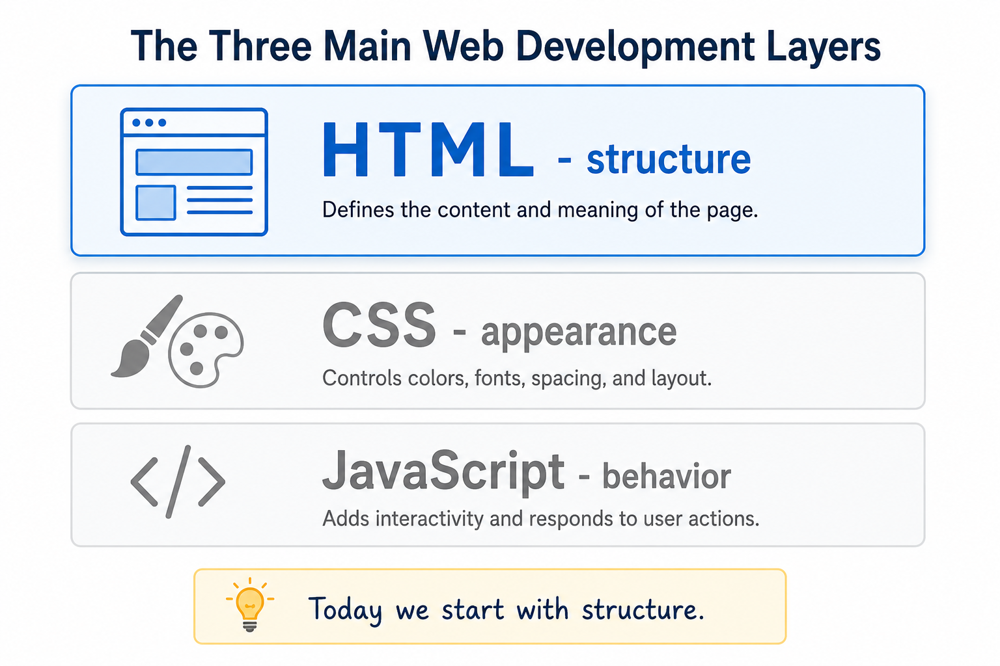 The Three Main Web Development Layers
HTML - structure
Defines the content and meaning of the page.
CSS - appearance
Controls colors, fonts, spacing, and layout.
JavaScript - behavior
Adds interactivity and responds to user actions.
Today we start with structure.